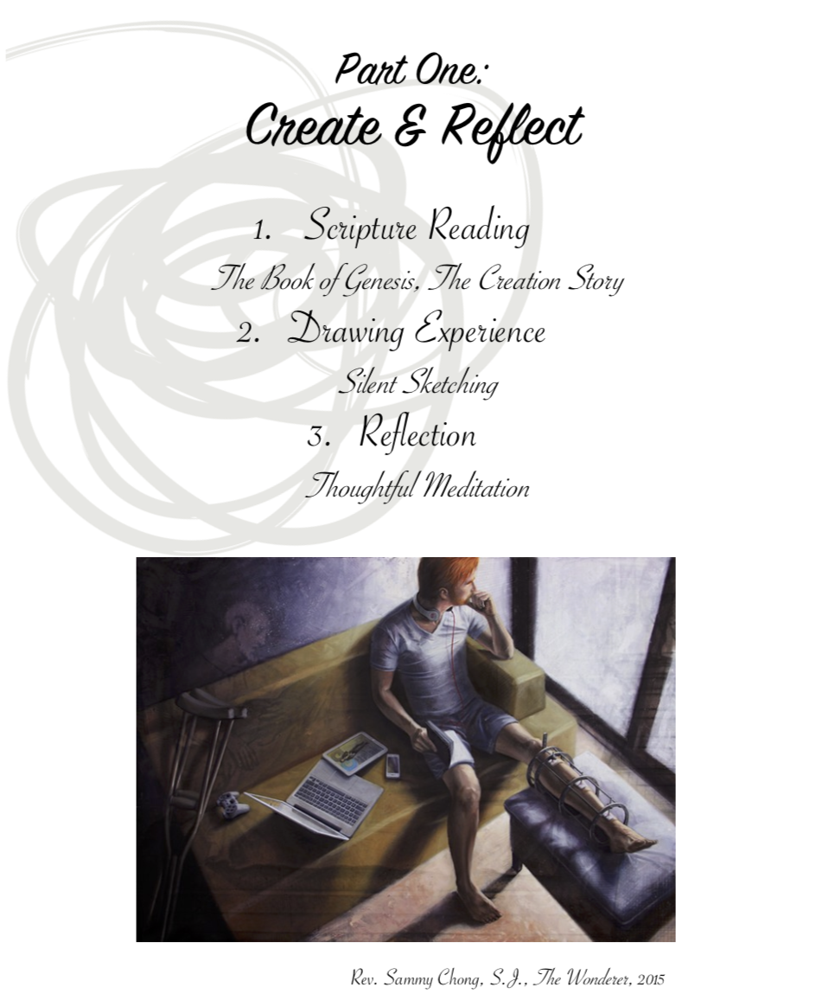 Part One:
Create & Reflect
1. Scripture Reading
The Book of Genesis, The Creation Story
2. Drawing Experience
Silent Sketching
3. Reflection
Thoughtful Meditation
Rev. Sammy Chong, S.J., The Wonderer, 2015